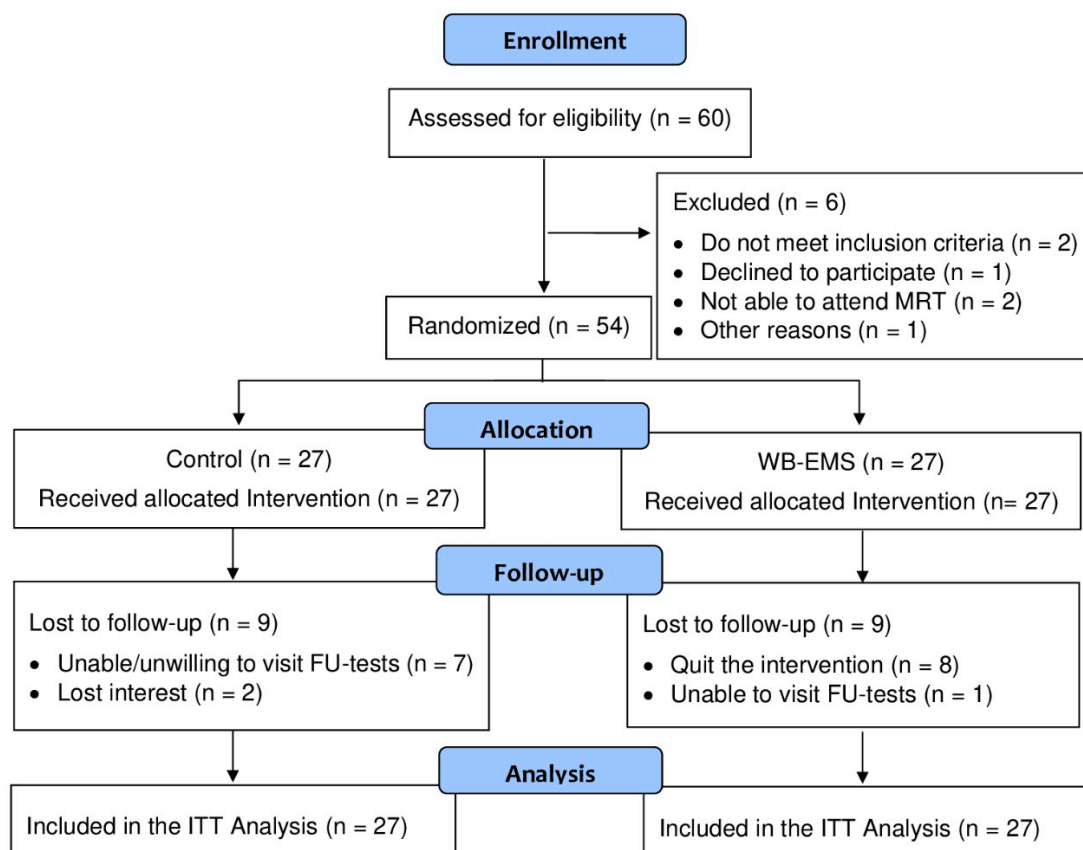 Enrollment
Assessed for eligibility (n = 60)
Excluded (n = 6)
• Do not meet inclusion criteria (n = 2)
• Declined to participate (n = 1)
• Not able to attend MRT (n = 2)
• Other reasons (n = 1)
Randomized (n = 54)
Allocation
Control (n = 27)
Received allocated Intervention (n = 27)
WB-EMS (n = 27)
Received allocated Intervention (n= 27)
Follow-up
Lost to follow-up (n = 9)
• Unable/unwilling to visit FU-tests (n = 7)
• Lost interest (n = 2)
Lost to follow-up (n = 9)
• Quit the intervention (n = 8)
• Unable to visit FU-tests (n = 1)
Analysis
Included in the ITT Analysis (n = 27)
Included in the ITT Analysis (n = 27)